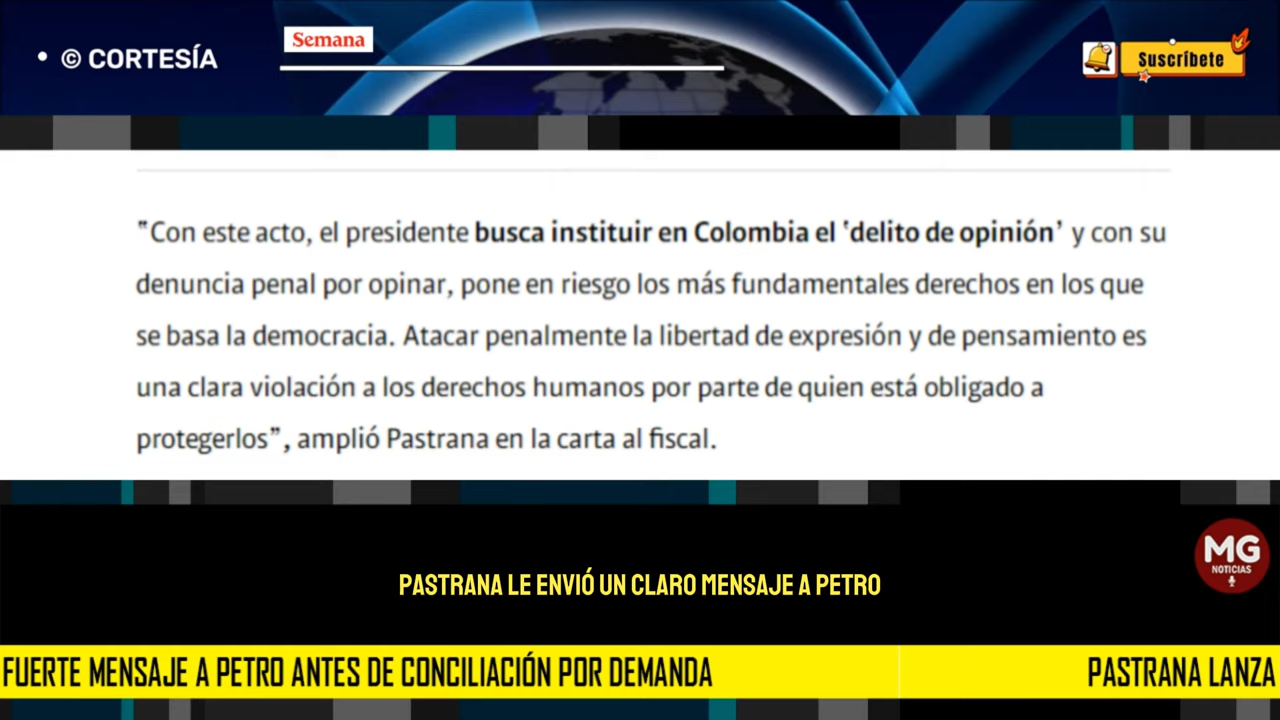 • © CORTESÍA
Semana
Suscríbete
"Con este acto, el presidente busca instituir en Colombia el 'delito de opinión' y con su
denuncia penal por opinar, pone en riesgo los más fundamentales derechos en los que
se basa la democracia. Atacar penalmente la libertad de expresión y de pensamiento es
una clara violación a los derechos humanos por parte de quien está obligado a
protegerlos", amplió Pastrana en la carta al fiscal.
MG
NOTICIAS
PASTRANA LE ENVIÓ UN CLARO MENSAJE A PETRO
FUERTE MENSAJE A PETRO ANTES DE CONCILIACIÓN POR DEMANDA
PASTRANA LANZA